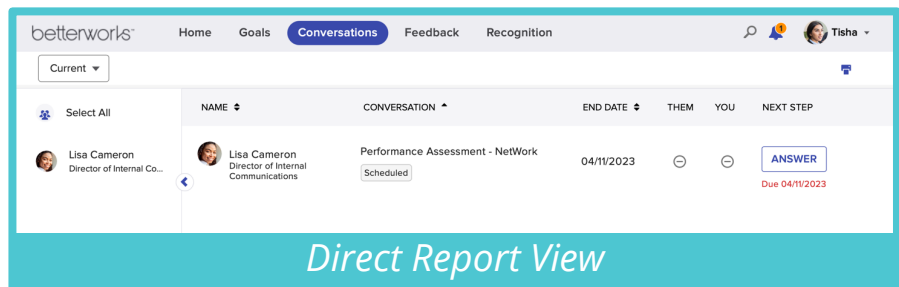 betterworks Home Goals Conversations Feedback Recognition 1 Tisha
Current
Select All NAME CONVERSATION END DATE THEM YOU NEXT STEP
Lisa Cameron
Director of Internal Co...
Lisa Cameron
Director of Internal
Communications
Performance Assessment - NetWork
Scheduled
04/11/2023
ANSWER
Due 04/11/2023
Direct Report View